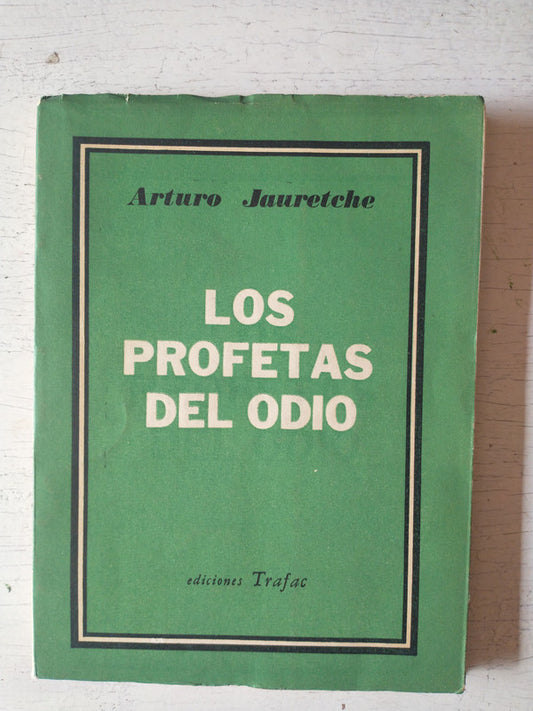 Arturo Jauretche
LOS
PROFETAS
DEL ODIO
ediciones Trafac